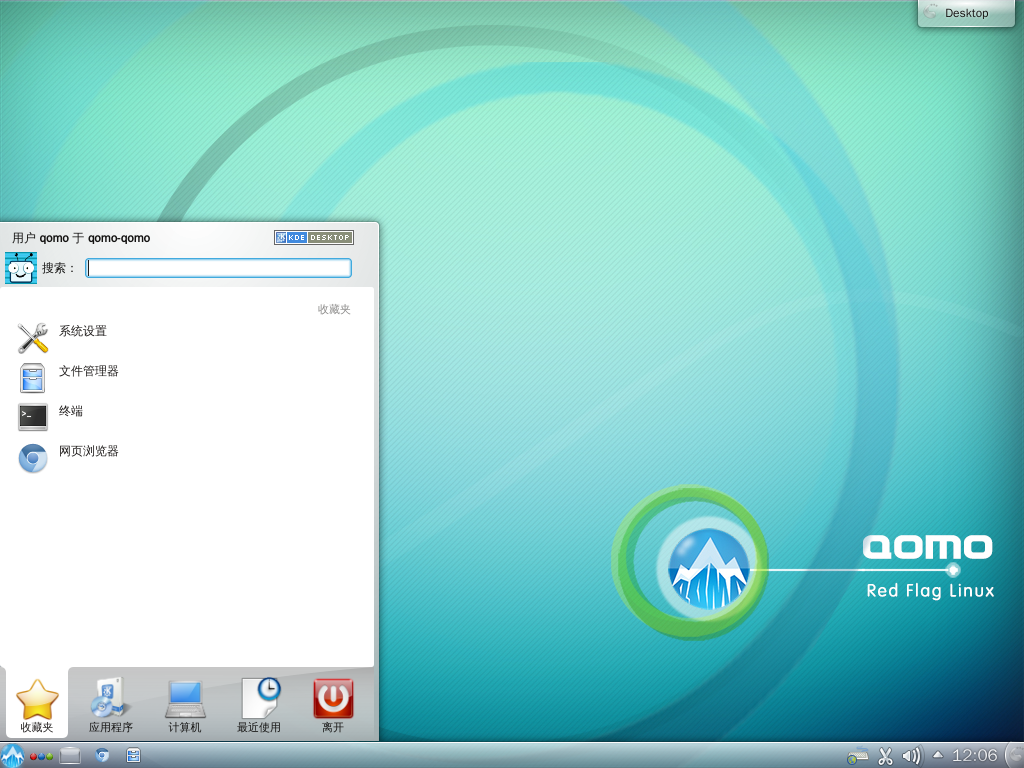 Desktop
用户 qomo 于 qomo-qomo
KDE DESKTOP
搜索：
收藏夹
系统设置
文件管理器
终端
>_
网页浏览器
qomo
Red Flag Linux
收藏夹
应用程序
计算机
最近使用
离开
12:06